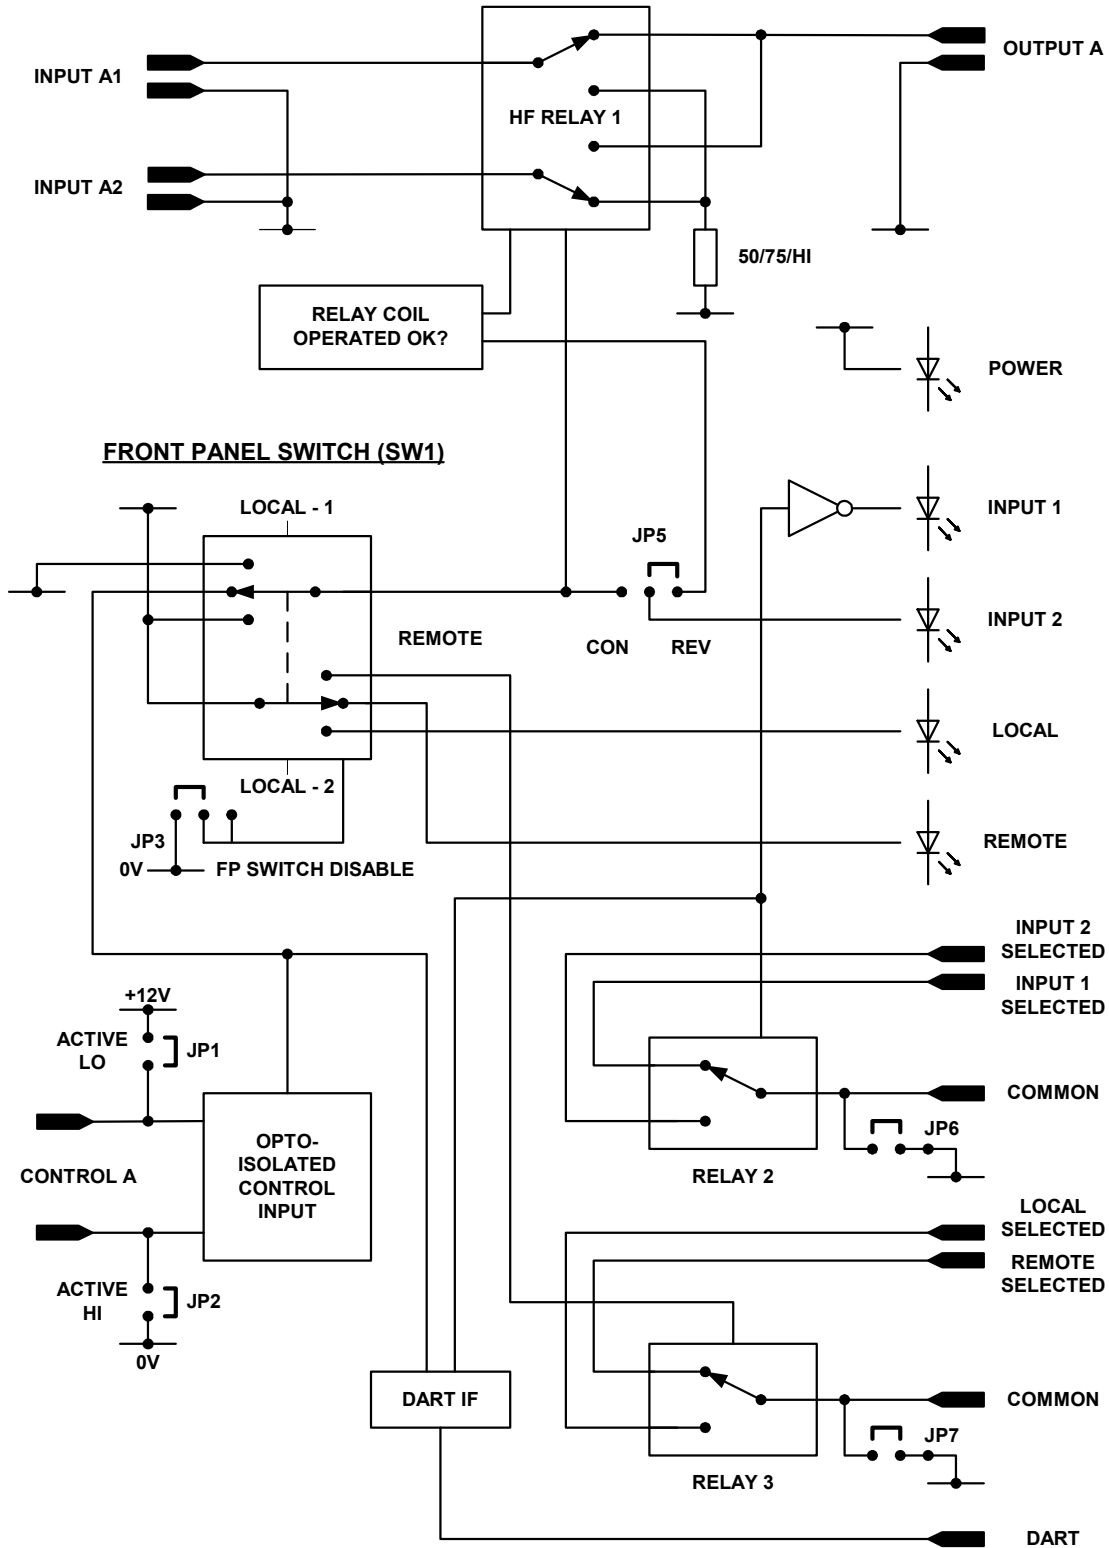 INPUT A1
OUTPUT A
HF RELAY 1
INPUT A2
50/75/HI
RELAY COIL
OPERATED OK?
POWER
FRONT PANEL SWITCH (SW1)
LOCAL - 1
INPUT 1
JP5
INPUT 2
REMOTE
CON
REV
LOCAL
LOCAL - 2
JP3
REMOTE
0V
FP SWITCH DISABLE
INPUT 2
SELECTED
INPUT 1
SELECTED
+12V
ACTIVE
LO
JP1
COMMON
JP6
OPTO-
ISOLATED
CONTROL
INPUT
CONTROL A
RELAY 2
LOCAL
SELECTED
REMOTE
SELECTED
ACTIVE
HI
JP2
0V
DART IF
COMMON
JP7
RELAY 3
DART